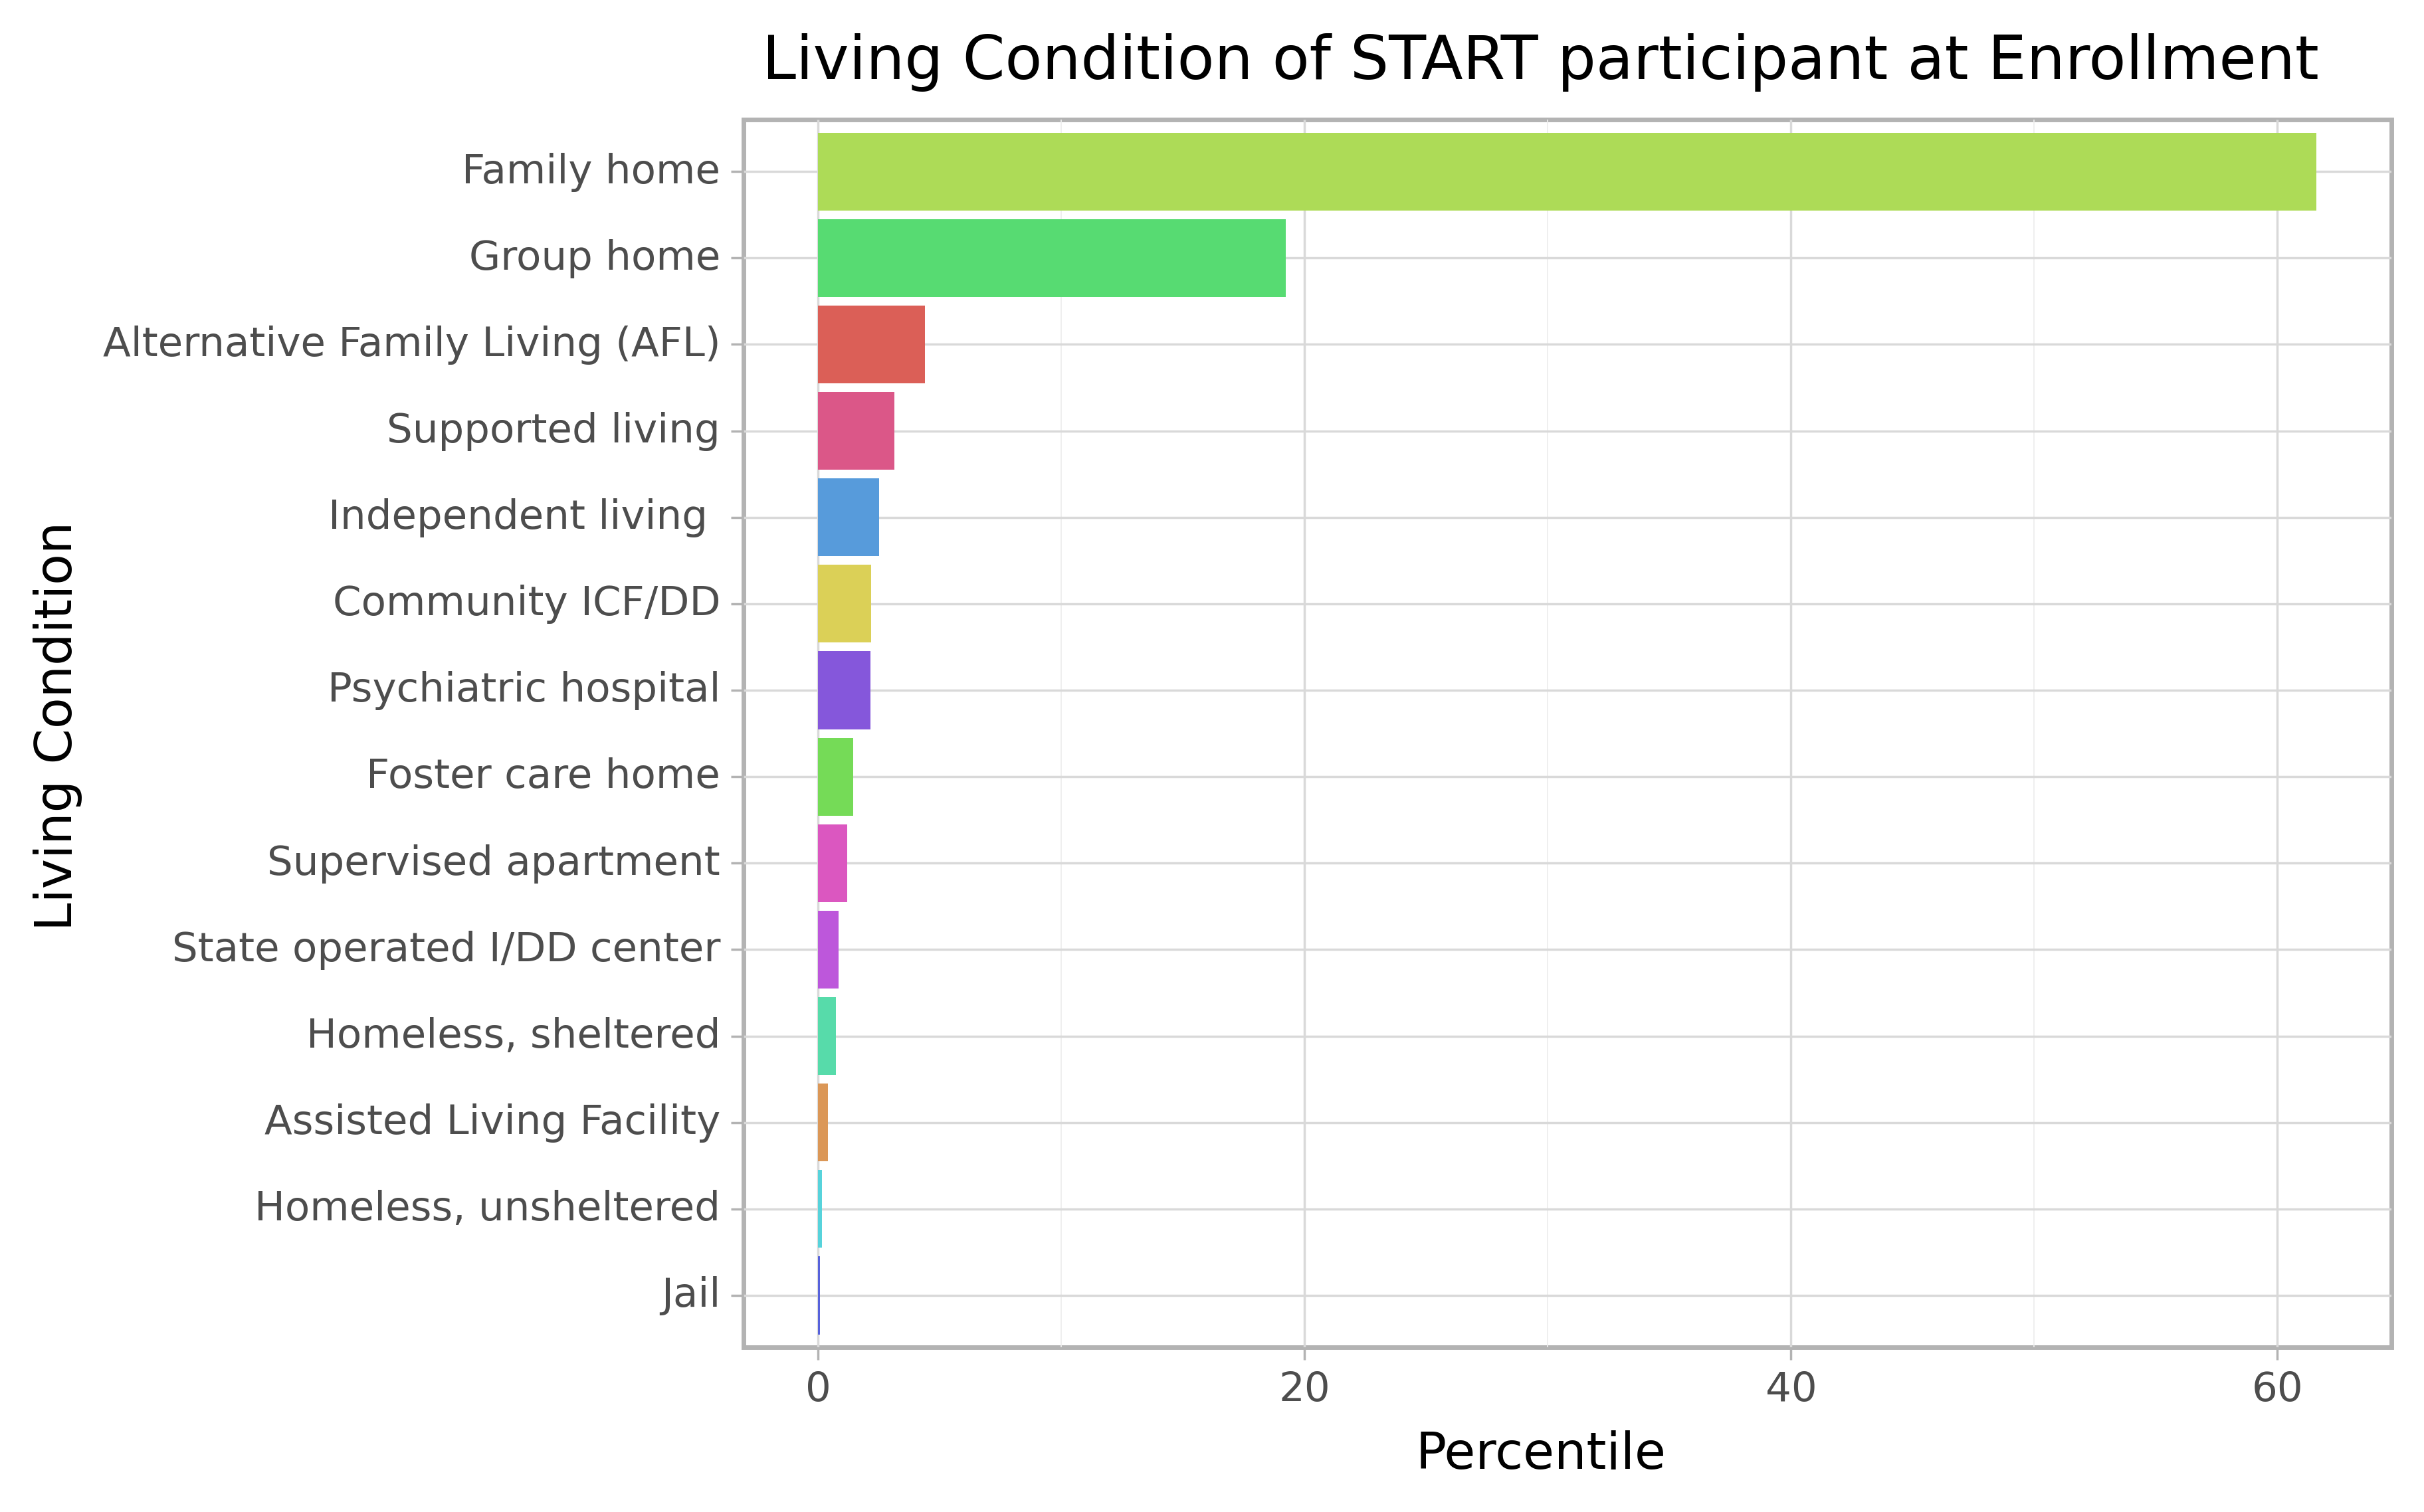 Living Condition of START participant at Enrollment
Living Condition
Family home
Group home
Alternative Family Living (AFL)
Supported living
Independent living
Community ICF/DD
Psychiatric hospital
Foster care home
Supervised apartment
State operated I/DD center
Homeless, sheltered
Assisted Living Facility
Homeless, unsheltered
Jail
0 20 40 60
Percentile